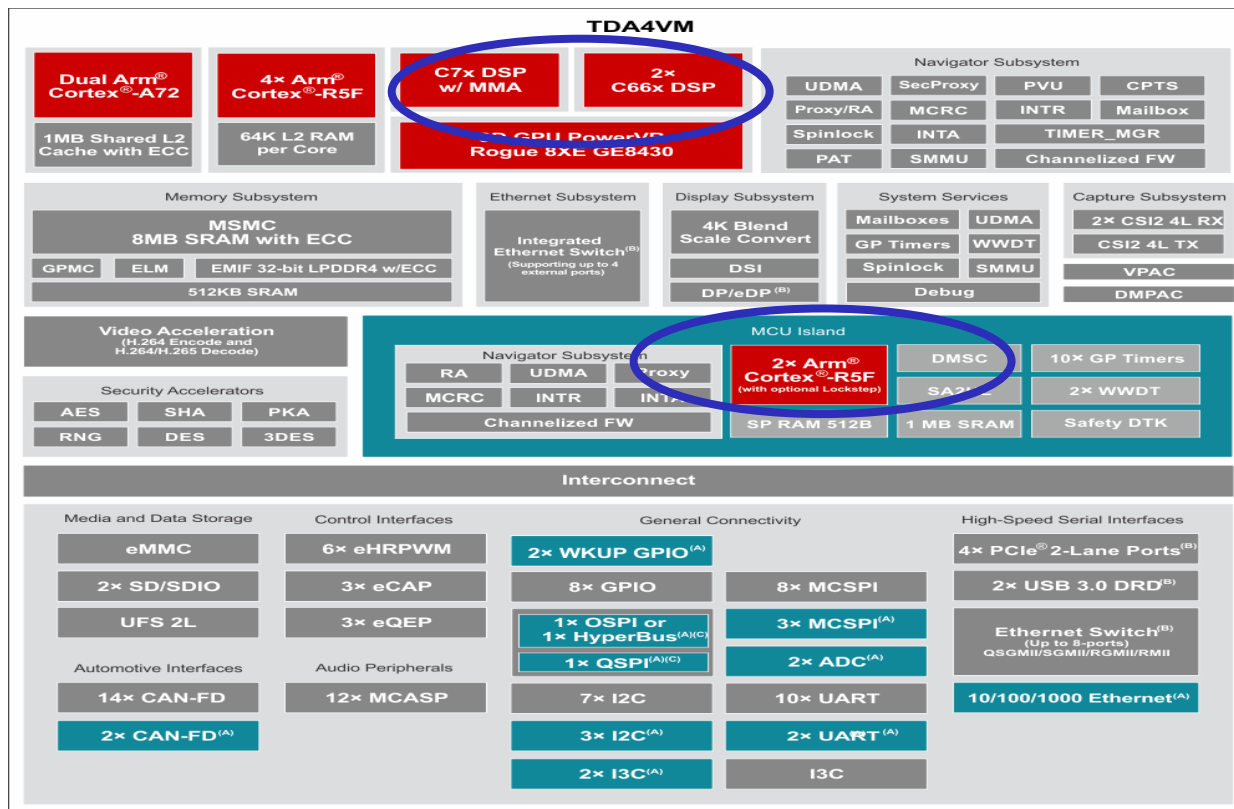 TDA4VM
Dual Arm®
Cortex®-A72
1MB Shared L2
Cache with ECC
4× Arm®
Cortex®-R5F
64K L2 RAM
per Core
C7x DSP
w/ MMA
2×
C66x DSP
GPU
Rogue 8XE GE8430
Navigator Subsystem
UDMA
SecProxy
PVU
CPTS
Proxy/RA
MCRC
INTR
Mailbox
Spinlock
INTA
TIMER_MGR
PAT
SMMU
Channelized FW
Memory Subsystem
MSMC
8MB SRAM with ECC
GPMC
ELM
EMIF 32-bit LPDDR4 w/ECC
512KB SRAM
Ethernet Subsystem
Integrated
Ethernet Switch(B)
(Supporting up to 4
external ports)
Display Subsystem
4K Blend
Scale Convert
DSI
DP/eDP (B)
System Services
Mailboxes
UDMA
GP Timers
WWDT
Spinlock
SMMU
Debug
Capture Subsystem
2× CSI2 4L RX
CSI2 4L TX
VPAC
DMPAC
Video Acceleration
(H.264 Encode and
H.264/H.265 Decode)
Security Accelerators
AES
SHA
PKA
RNG
DES
3DES
MCU Island
Navigator Subsystem
RA
UDMA
Proxy
MCRC
INTR
INTA
Channelized FW
2× Arm®
Cortex®-R5F
(with optional Lockstep)
SP RAM 512B
DMSC
1 MB SRAM
10× GP Timers
2× WWDT
Safety DTK
Interconnect
Media and Data Storage
eMMC
2× SD/SDIO
UFS 2L
Automotive Interfaces
14× CAN-FD
2× CAN-FD(A)
Control Interfaces
6× eHRPWM
3× eCAP
3× eQEP
Audio Peripherals
12× MCASP
General Connectivity
2× WKUP GPIO(A)
8× GPIO
8× MCSPI
1× OSPI or
1× HyperBus(A)(C)
1× QSPI(A)(C)
3× MCSPI(A)
2× ADC(A)
7× I2C
10× UART
3× I2C(A)
2× UART(A)
2× I3C(A)
I3C
High-Speed Serial Interfaces
4× PCIe® 2-Lane Ports(B)
2× USB 3.0 DRD(B)
Ethernet Switch(B)
(Up to 8-ports)
QSGMII/SGMII/RGMII/RMII
10/100/1000 Ethernet(A)